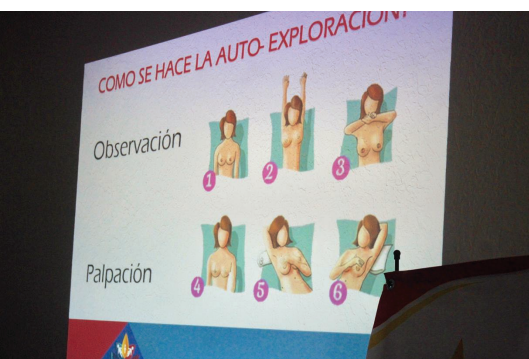 COMO SE HACE LA AUTO- EXPLORACION?
Observación
1 2 3
Palpación
4 5 6